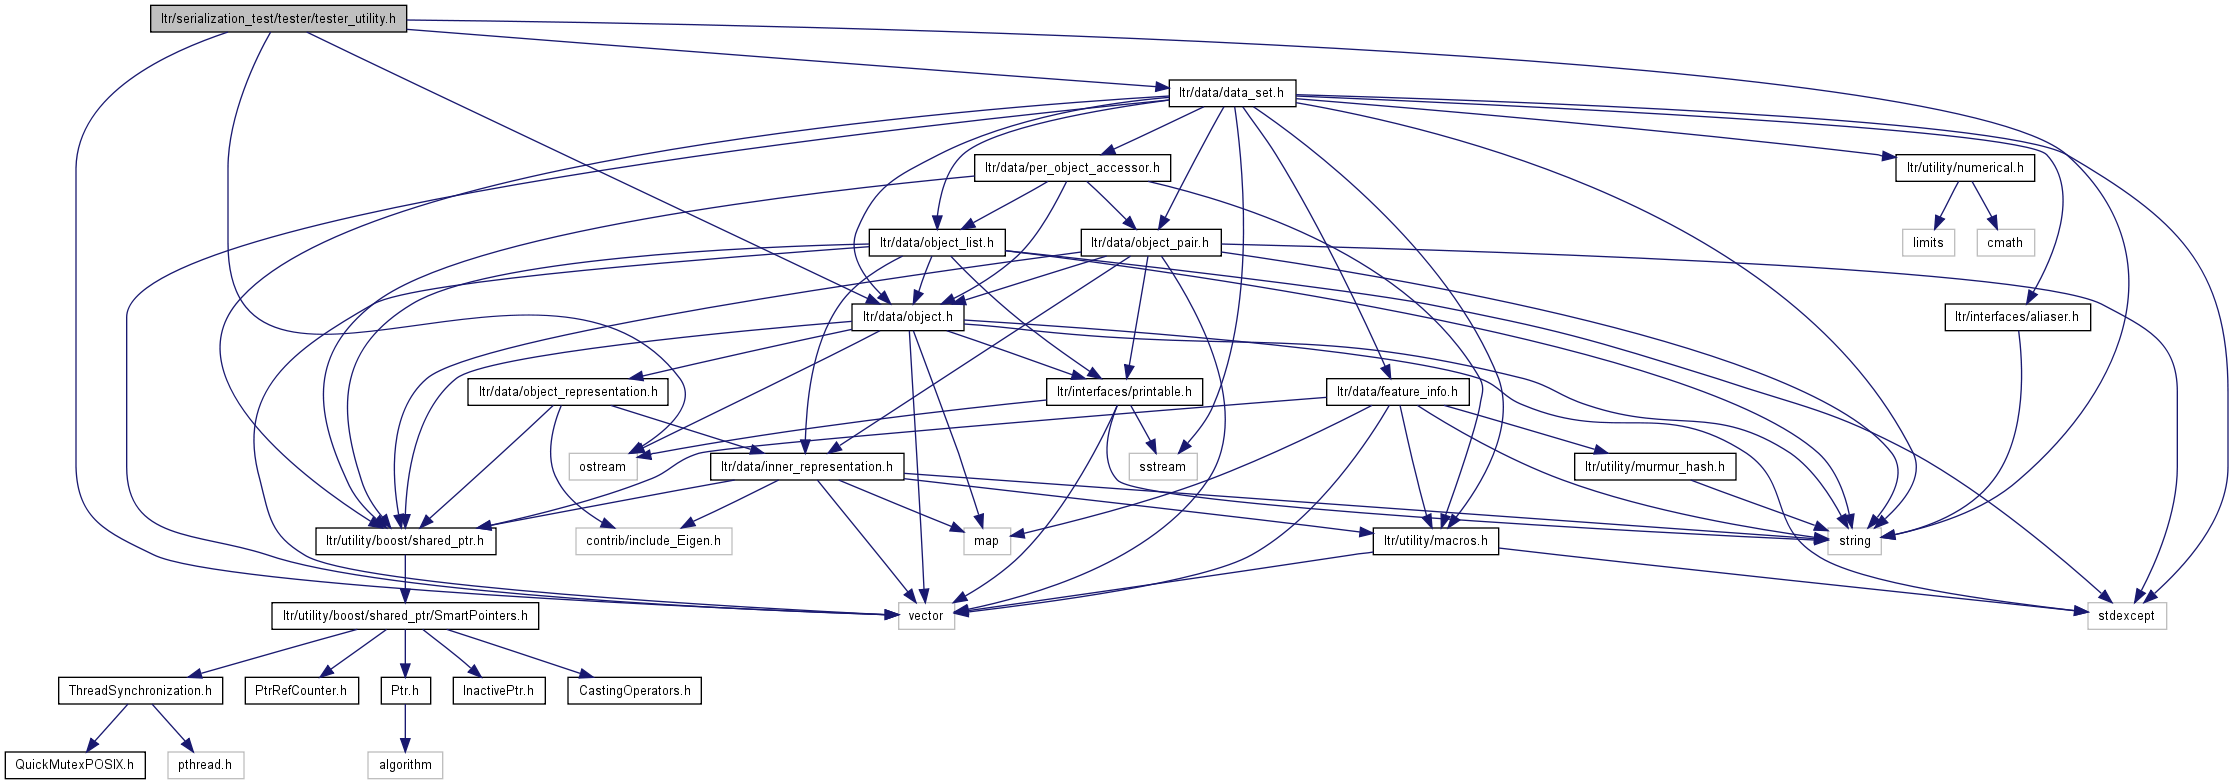 ltr/serialization_test/tester/tester_utility.h
ltr/data/data_set.h
ltr/data/per_object_accessor.h
ltr/utility/numerical.h
ltr/data/object_list.h
ltr/data/object_pair.h
limits
cmath
ltr/data/object.h
ltr/interfaces/aliaser.h
ltr/data/object_representation.h
ltr/interfaces/printable.h
ltr/data/feature_info.h
ostream
ltr/data/inner_representation.h
sstream
ltr/utility/murmur_hash.h
ltr/utility/boost/shared_ptr.h
contrib/include_Eigen.h
map
ltr/utility/macros.h
string
ltr/utility/boost/shared_ptr/SmartPointers.h
vector
stdexcept
ThreadSynchronization.h
PtrRefCounter.h
Ptr.h
InactivePtr.h
CastingOperators.h
QuickMutexPOSIX.h
pthread.h
algorithm